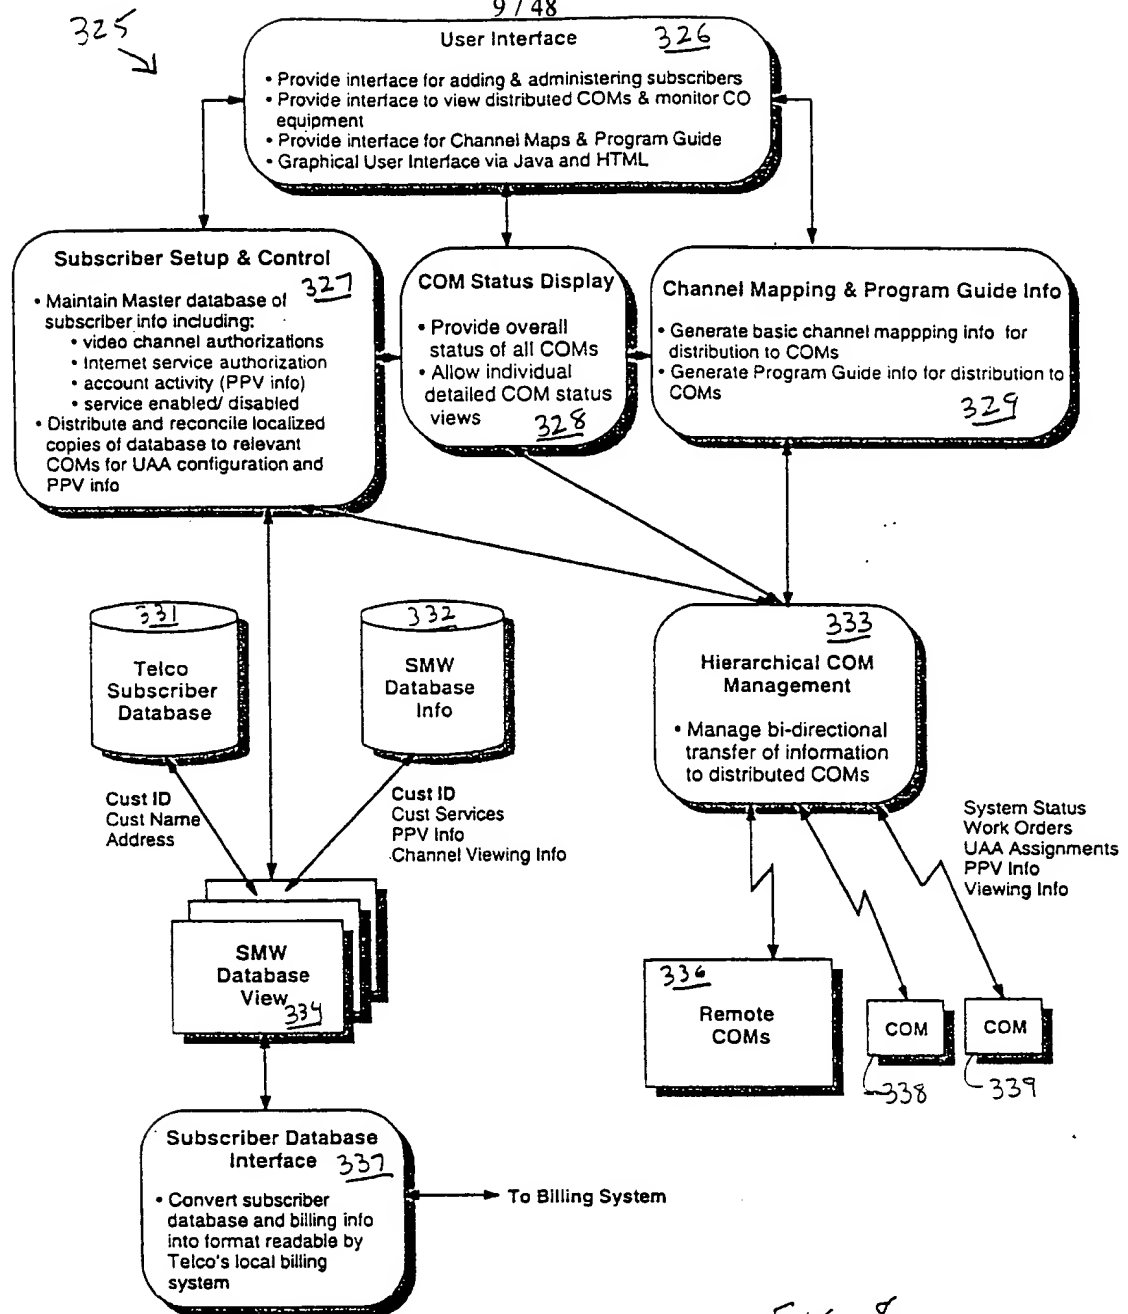 9 / 48
325
User Interface 326
• Provide interface for adding & administering subscribers
• Provide interface to view distributed COMs & monitor CO
equipment
• Provide interface for Channel Maps & Program Guide
• Graphical User Interface via Java and HTML
Subscriber Setup & Control
327
• Maintain Master database of
subscriber info including:
• video channel authorizations
• Internet service authorization
• account activity (PPV info)
• service enabled/ disabled
• Distribute and reconcile localized
copies of database to relevant
COMs for UAA configuration and
PPV info
COM Status Display
• Provide overall
status of all COMs
• Allow individual
detailed COM status
views
328
Channel Mapping & Program Guide Info
• Generate basic channel mappping info for
distribution to COMs
• Generate Program Guide info for distribution to
COMs
329
331
Telco
Subscriber
Database
332
SMW
Database
Info
333
Hierarchical COM
Management
• Manage bi-directional
transfer of information
to distributed COMs
Cust ID
Cust Name
Address
Cust ID
Cust Services
PPV Info
Channel Viewing Info
System Status
Work Orders
UAA Assignments
PPV Info
Viewing Info
SMW
Database
View
334
336
Remote
COMs
COM
338
COM
339
Subscriber Database
Interface 337
• Convert subscriber
database and billing info
into format readable by
Telco's local billing
system
To Billing System